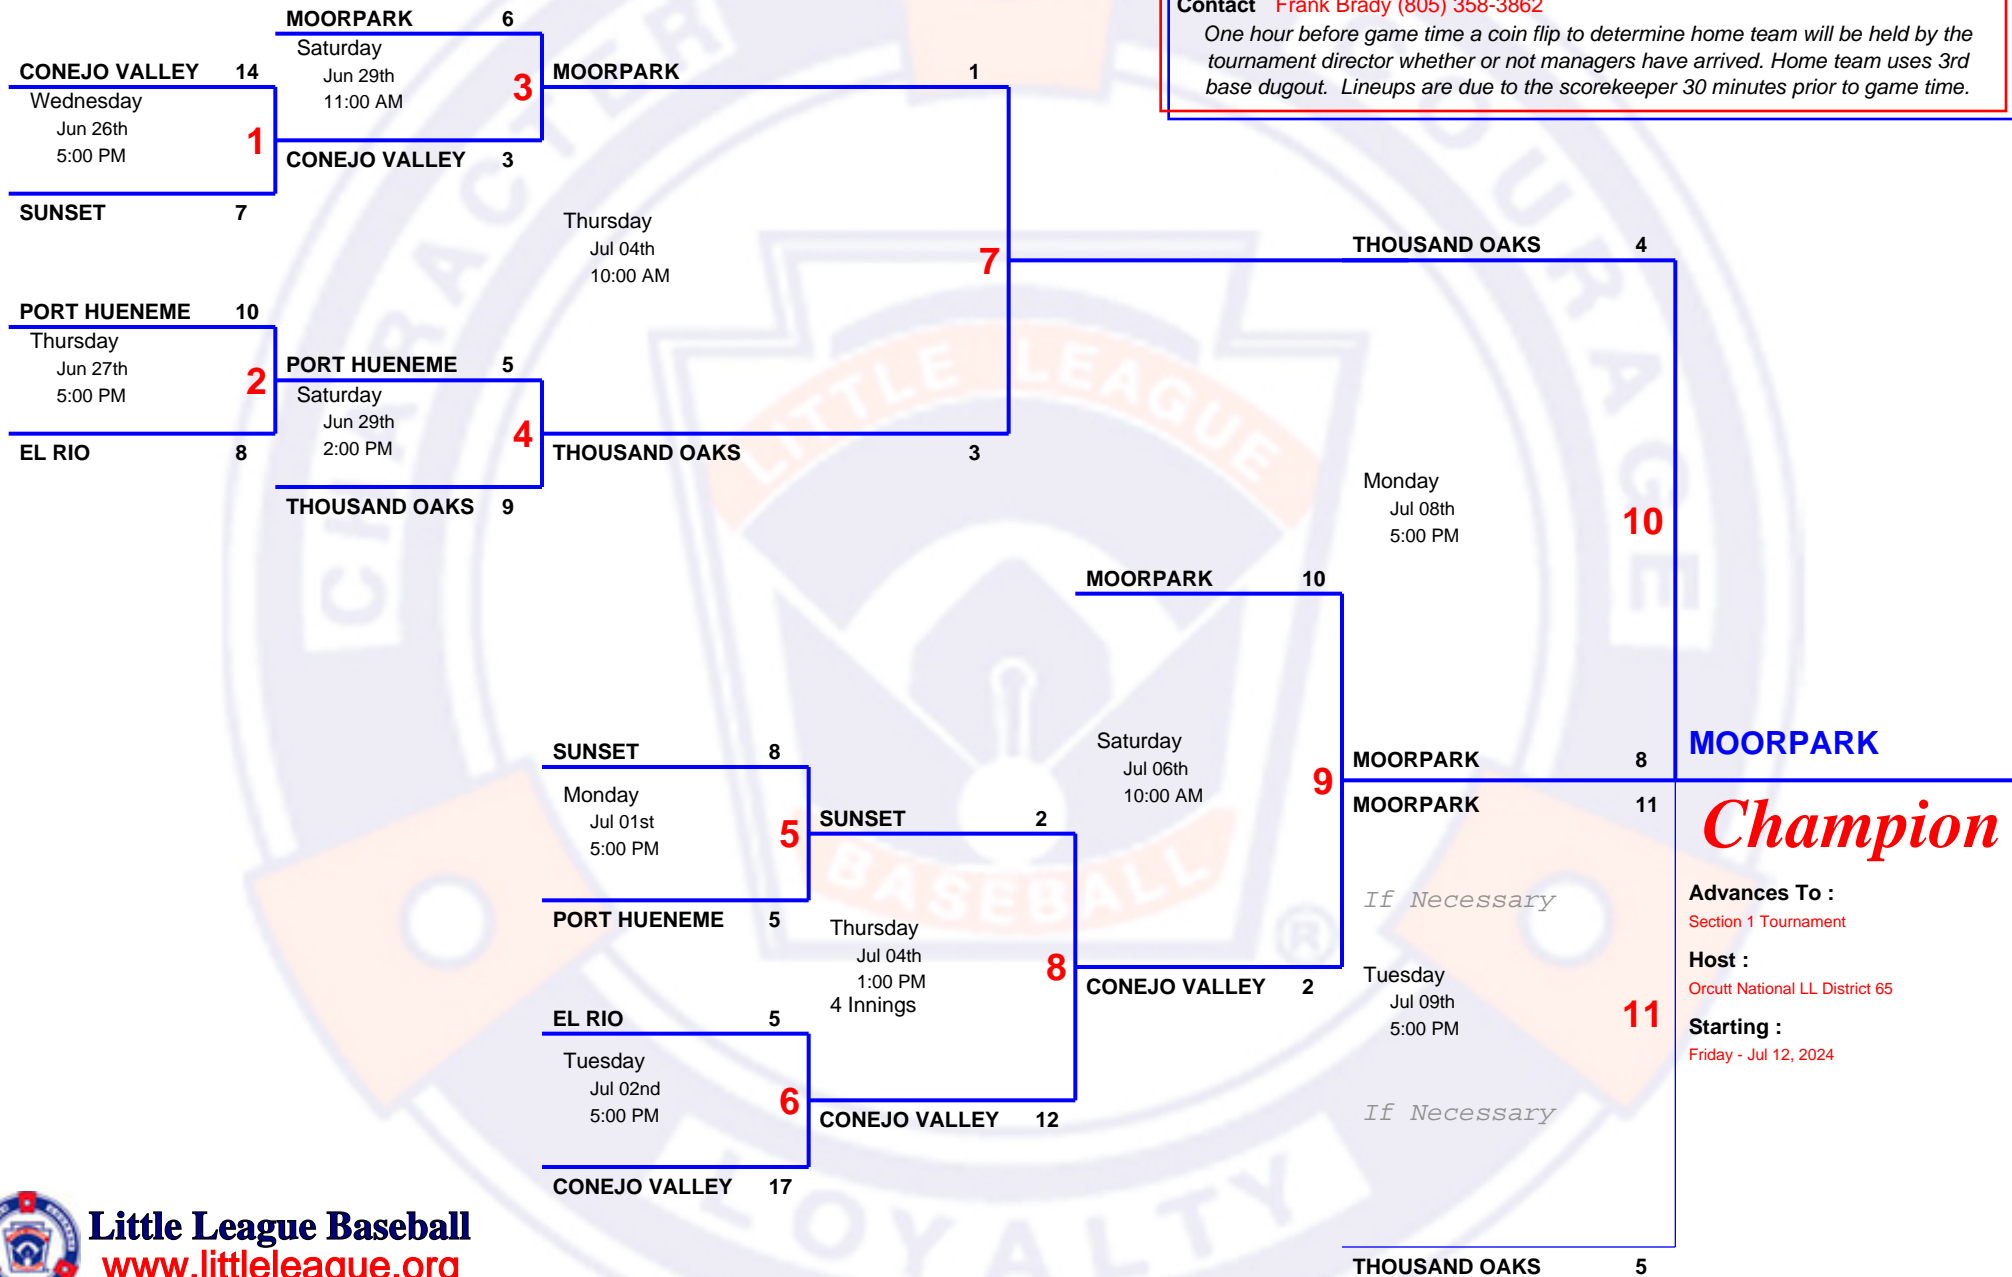 Contact Frank Brady (805) 358-3862
One hour before game time a coin flip to determine home team will be held by the
tournament director whether or not managers have arrived. Home team uses 3rd
base dugout. Lineups are due to the scorekeeper 30 minutes prior to game time.
MOORPARK 6
Saturday
Jun 29th
11:00 AM
3
CONEJO VALLEY 3
CONEJO VALLEY 14
Wednesday
Jun 26th
5:00 PM
1
SUNSET 7
MOORPARK 1
Thursday
Jul 04th
10:00 AM
7
THOUSAND OAKS 3
PORT HUENEME 10
Thursday
Jun 27th
5:00 PM
2
EL RIO 8
PORT HUENEME 5
Saturday
Jun 29th
2:00 PM
4
THOUSAND OAKS 9
THOUSAND OAKS 4
Monday
Jul 08th
5:00 PM
10
MOORPARK 8
MOORPARK 10
Saturday
Jul 06th
10:00 AM
9
CONEJO VALLEY 2
SUNSET 8
Monday
Jul 01st
5:00 PM
5
PORT HUENEME 5
SUNSET 2
Thursday
Jul 04th
1:00 PM
4 Innings
8
CONEJO VALLEY 12
EL RIO 5
Tuesday
Jul 02nd
5:00 PM
6
CONEJO VALLEY 17
MOORPARK 11
If Necessary
Tuesday
Jul 09th
5:00 PM
11
If Necessary
THOUSAND OAKS 5
MOORPARK
Champion
Advances To :
Section 1 Tournament
Host :
Orcutt National LL District 65
Starting :
Friday - Jul 12, 2024
CHARACTER
COURAGE
LOYALTY
LITTLE LEAGUE
BASEBALL
®
Little League Baseball
www.littleleague.org